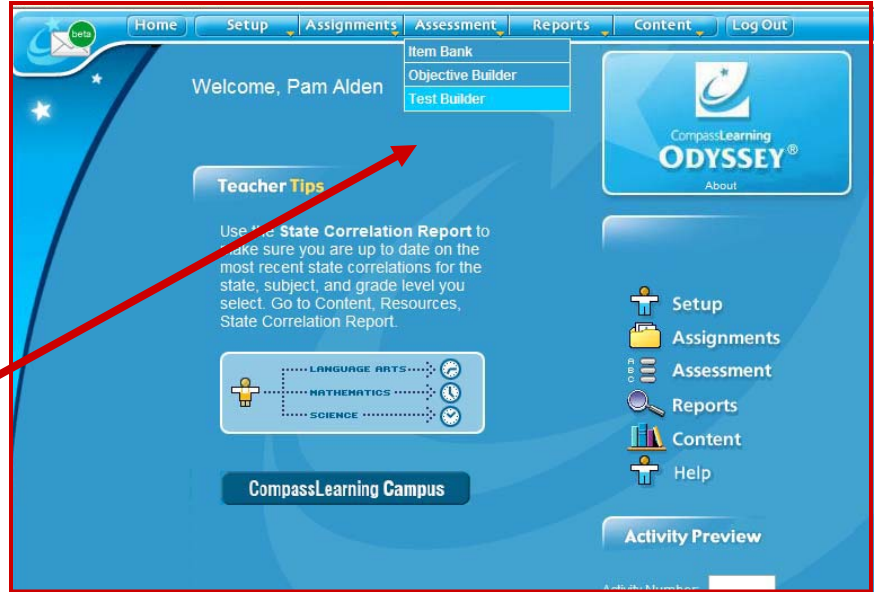 beta
Home Setup Assignments Assessment Reports Content Log Out
Item Bank
Objective Builder
Test Builder
Welcome, Pam Alden
CompassLearning
ODYSSEY®
About
Teacher Tips
Use the State Correlation Report to
make sure you are up to date on the
most recent state correlations for the
state, subject, and grade level you
select. Go to Content, Resources,
State Correlation Report.
LANGUAGE ARTS
MATHEMATICS
SCIENCE
CompassLearning Campus
Setup
Assignments
A
B
C
Assessment
Reports
Content
Help
Activity Preview
Activity Number: